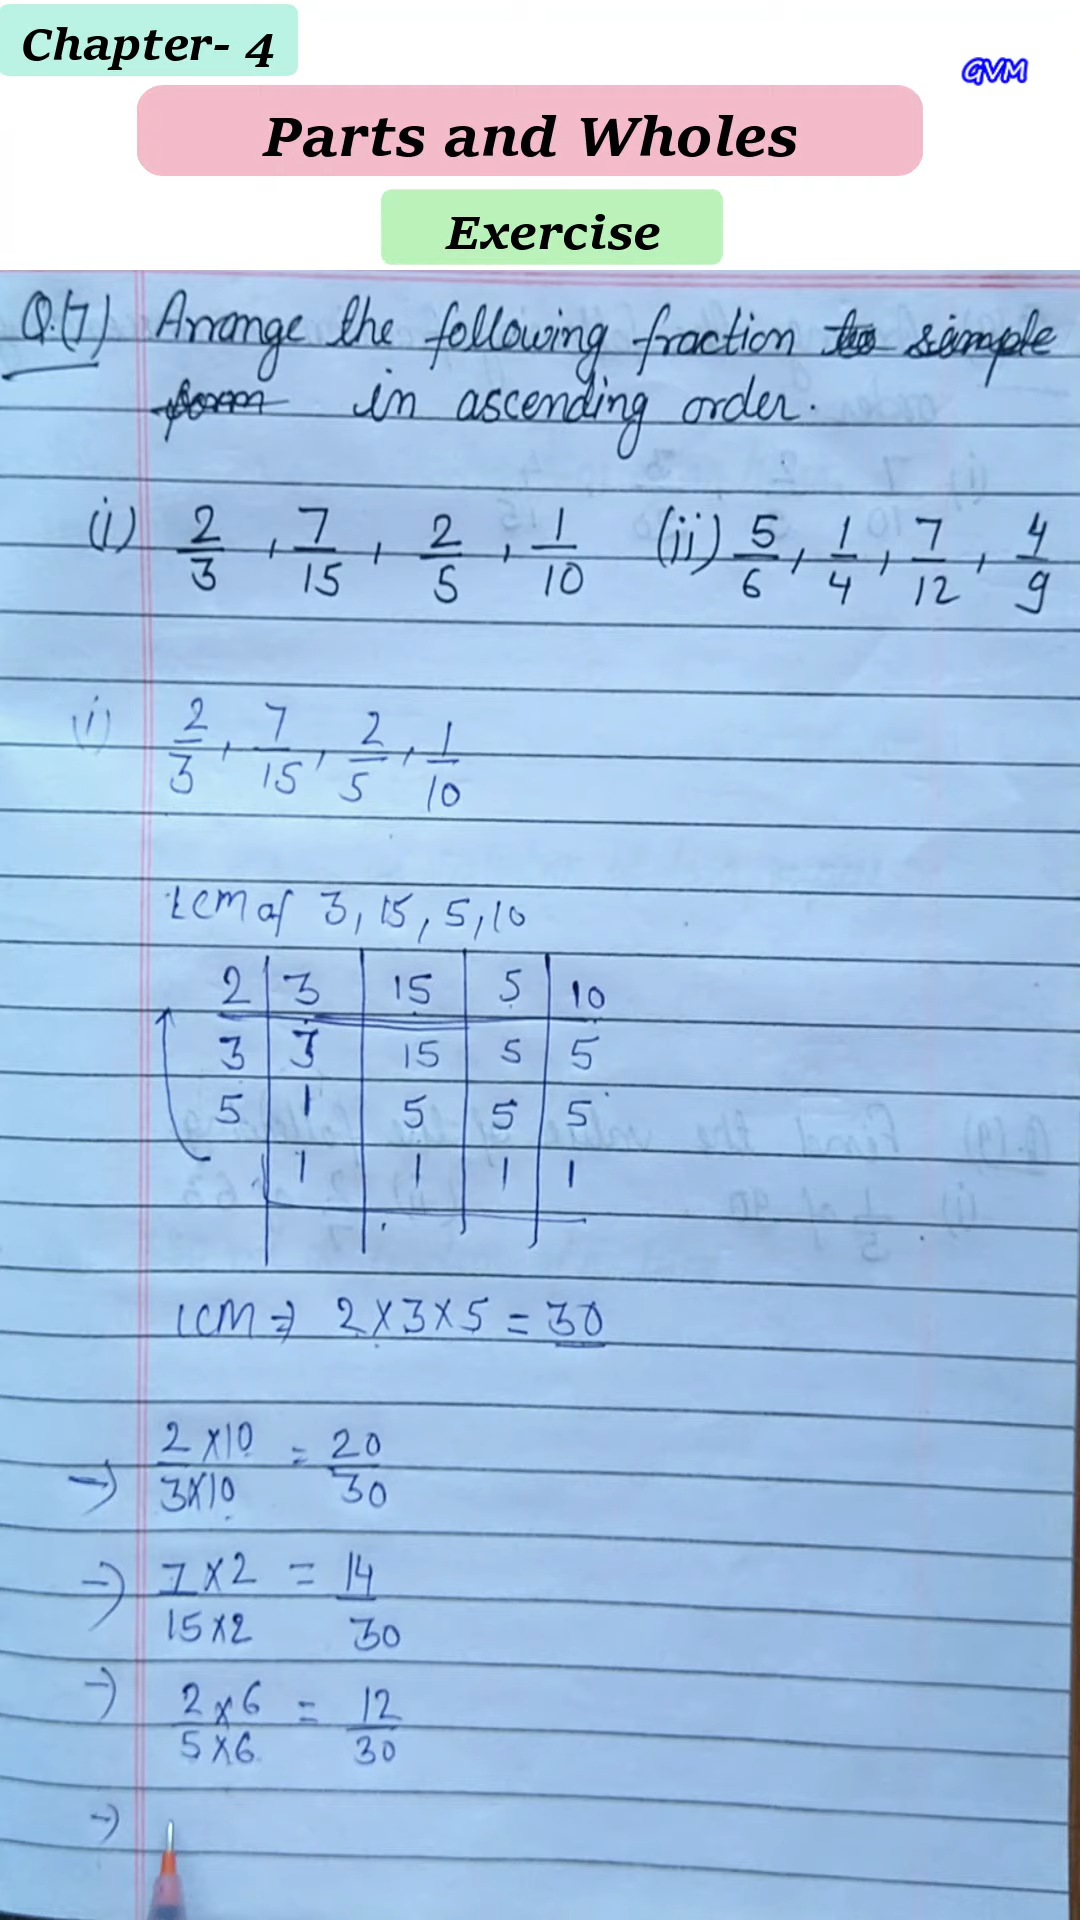 Chapter- 4
GVM
Parts and Wholes
Exercise
Q.(7) Arrange the following fraction to simple
form in ascending order.
(i) 2/3, 7/15, 2/5, 1/10 (ii) 5/6, 1/4, 7/12, 4/9
(i) 2/3, 7/15, 2/5, 1/10
LCM of 3, 15, 5, 10
2 3 15 5 10
3 3 15 5 5
5 1 5 5 5
1 1 1 1
LCM ⇒ 2 × 3 × 5 = 30
→ 2 × 10 / 3 × 10 = 20/30
→ 7 × 2 / 15 × 2 = 14/30
→ 2 × 6 / 5 × 6 = 12/30
→